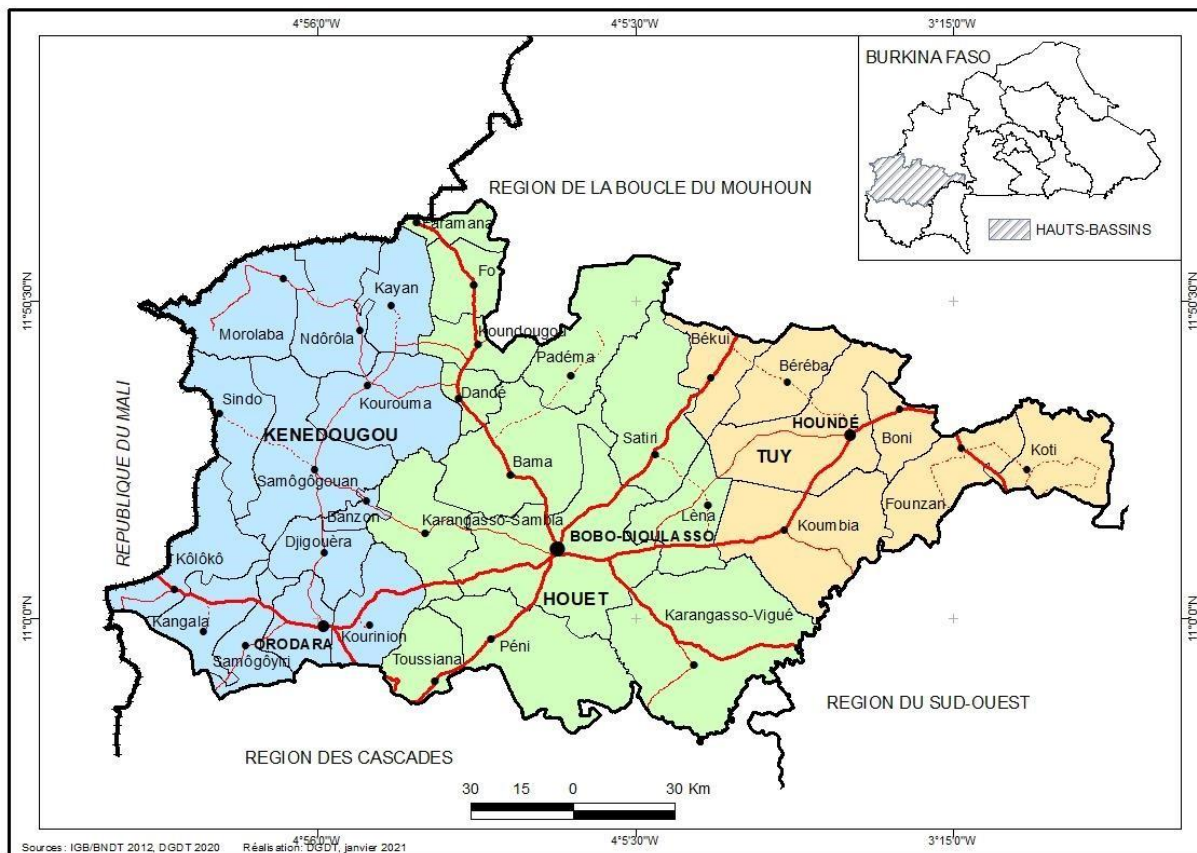 4°56'0"W
4°5'30"W
3°15'0"W
BURKINA FASO
HAUTS-BASSINS
REGION DE LA BOUCLE DU MOUHOUN
Faramana
Fo
Kayan
11°50'30"N
11°50'30"N
Morolaba
Ndôrôla
Koundougou
Padéma
Békui
Béréba
REPUBLIQUE DU MALI
Sindo
Kourouma
Dandé
KENEDOUGOU
Satiri
HOUNDÉ
Boni
TUY
Koti
Bama
Samôgôgouan
Banzon
Karangasso-Sambla
Lèna
Founzan
Koumbia
BOBO-DIOULASSO
Djigouèra
Kôlôkô
HOUET
Karangasso-Vigué
11°0'0"N
11°0'0"N
Kangala
ORODARA
Kourinion
Péni
Samôgôyiri
Toussiana
REGION DU SUD-OUEST
REGION DES CASCADES
30 15 0 30 Km
4°56'0"W
4°5'30"W
3°15'0"W
Sources : IGB/BNDT 2012, DGDT 2020 Réalisation: DGDT, janvier 2021